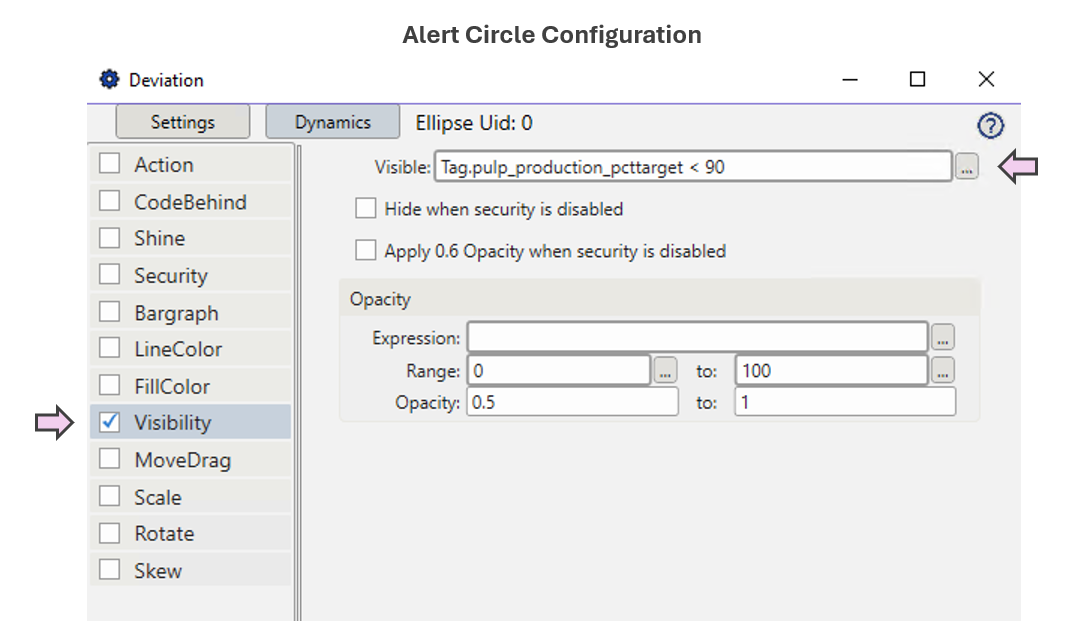 Alert Circle Configuration
Deviation
Settings Dynamics Ellipse Uid: 0 ?
Action
CodeBehind
Shine
Security
Bargraph
LineColor
FillColor
Visibility
MoveDrag
Scale
Rotate
Skew
Visible: Tag.pulp_production_pcttarget < 90 ...
Hide when security is disabled
Apply 0.6 Opacity when security is disabled
Opacity
Expression: ...
Range: 0 ... to: 100 ...
Opacity: 0.5 to: 1